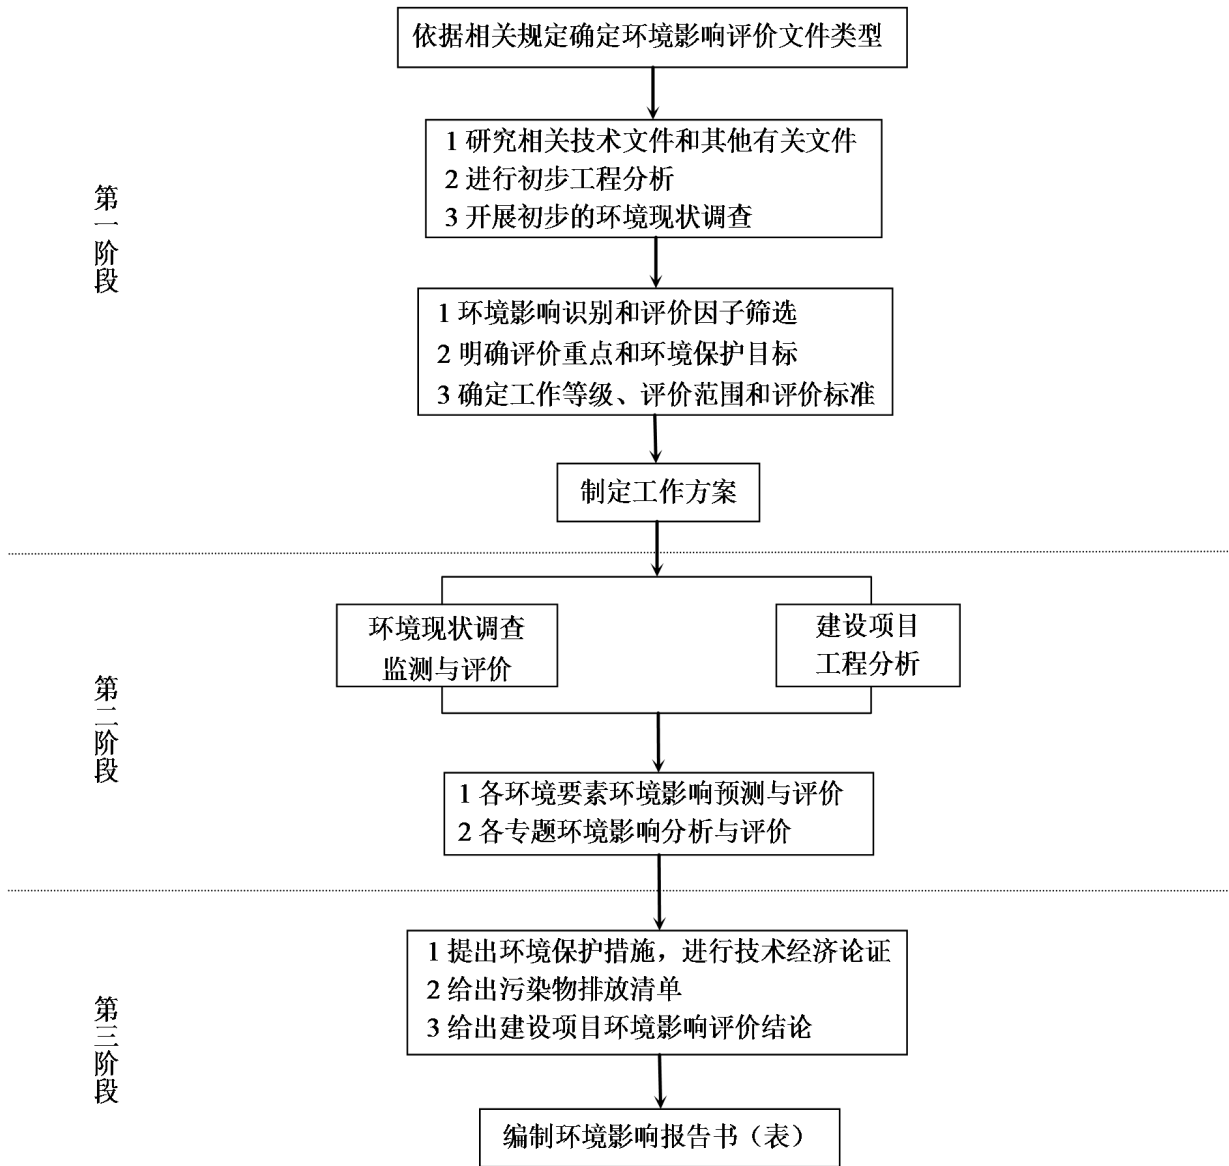 依据相关规定确定环境影响评价文件类型
第一阶段
1 研究相关技术文件和其他有关文件
2 进行初步工程分析
3 开展初步的环境现状调查
1 环境影响识别和评价因子筛选
2 明确评价重点和环境保护目标
3 确定工作等级、评价范围和评价标准
制定工作方案
第二阶段
环境现状调查
监测与评价
建设项目
工程分析
1 各环境要素环境影响预测与评价
2 各专题环境影响分析与评价
第三阶段
1 提出环境保护措施，进行技术经济论证
2 给出污染物排放清单
3 给出建设项目环境影响评价结论
编制环境影响报告书（表）